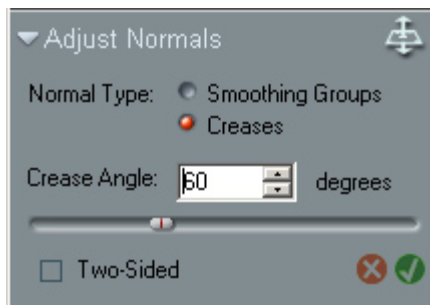 Adjust Normals
Normal Type: Smoothing Groups
Creases
Crease Angle: 60 degrees
Two-Sided